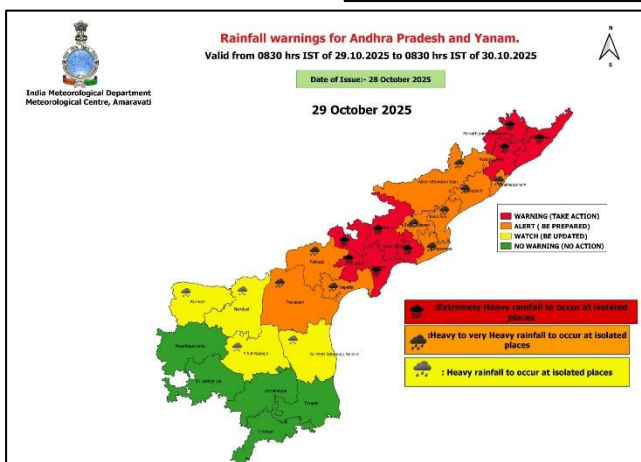 Rainfall warnings for Andhra Pradesh and Yanam.
Valid from 0830 hrs IST of 29.10.2025 to 0830 hrs IST of 30.10.2025
India Meteorological Department
Meteorological Centre, Amaravati
Date of Issue:- 28 October 2025
29 October 2025
N
S
WARNING (TAKE ACTION)
ALERT ( BE PREPARED)
WATCH (BE UPDATED)
NO WARNING (NO ACTION)
:Extremely Heavy rainfall to occur at isolated
places
:Heavy to very Heavy rainfall to occur at isolated
places
: Heavy rainfall to occur at isolated places
Palnadu
Bapatla
Prakasam
Kurnool
Nandyal
Y S R Kadapa
Ananthapuramu
Sri Sathya Sai
Annamayya
Tirupati
Chittoor